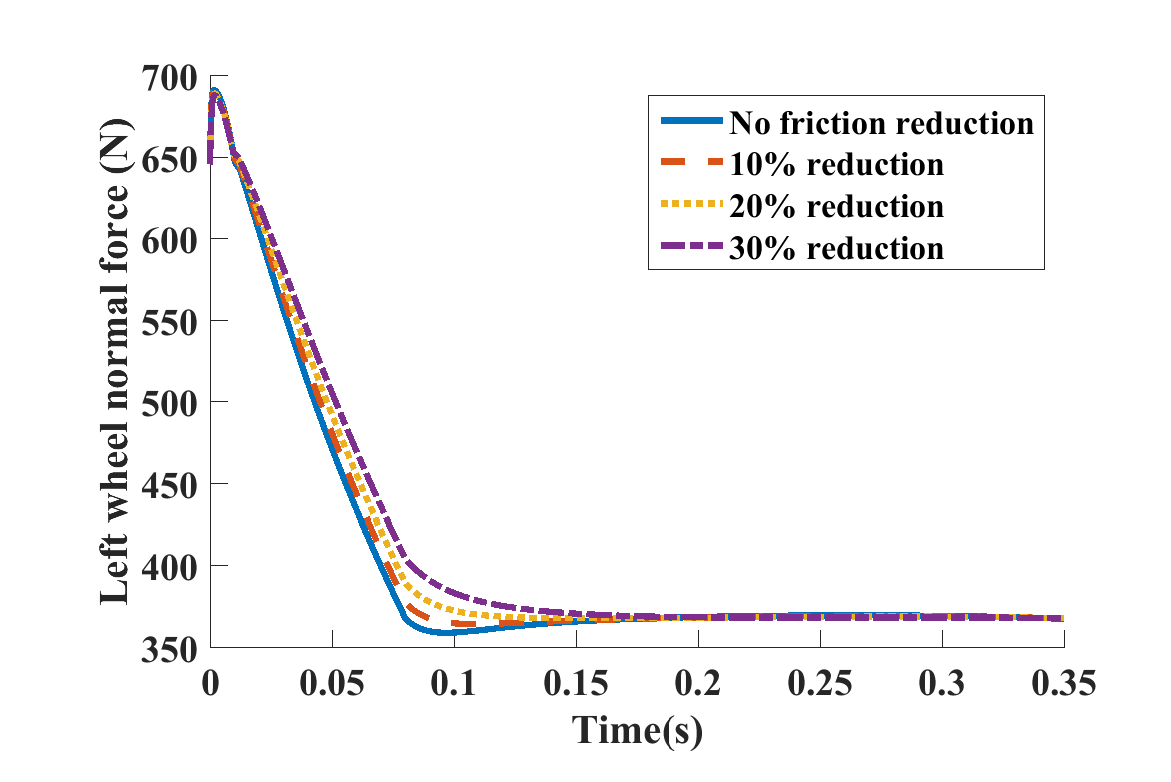 Left wheel normal force (N)
700
650
600
550
500
450
400
350
0
0.05
0.1
0.15
0.2
0.25
0.3
0.35
Time(s)
No friction reduction
10% reduction
20% reduction
30% reduction